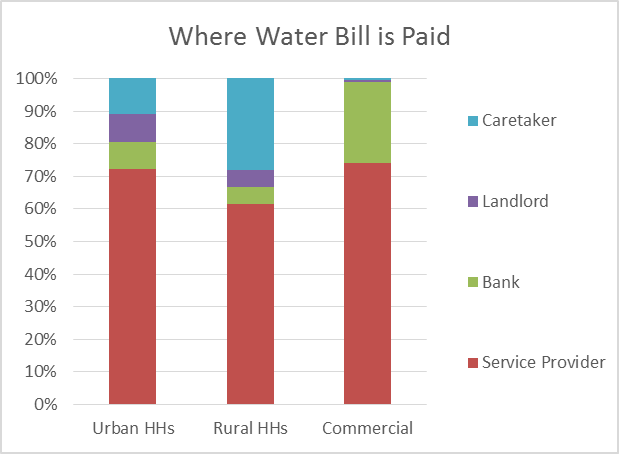 Where Water Bill is Paid
100%
90%
80%
70%
60%
50%
40%
30%
20%
10%
0%
Urban HHs Rural HHs Commercial
Caretaker
Landlord
Bank
Service Provider